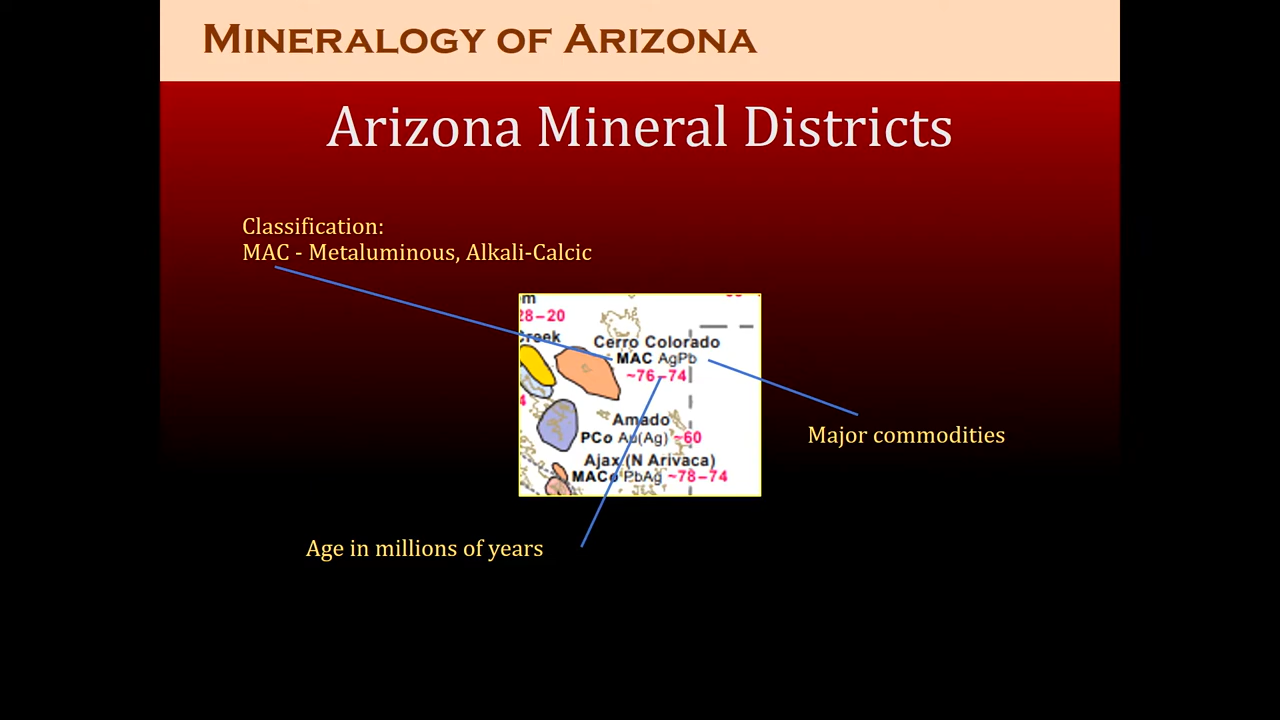 MINERALOGY OF ARIZONA
Arizona Mineral Districts
Classification:
MAC - Metaluminous, Alkali-Calcic
28–20
Creek
Cerro Colorado
MAC AgPb
~76–74
Amado
PCo Ap(Ag) ~60
Ajax (N Arivaca)
MACo PbAg ~78–74
Major commodities
Age in millions of years